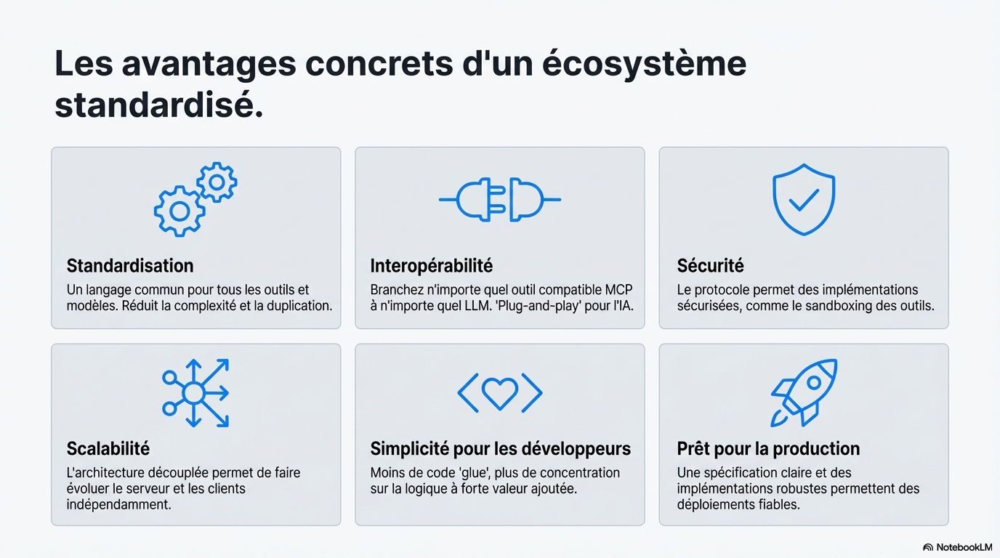 Les avantages concrets d'un écosystème
standardisé.
Standardisation
Un langage commun pour tous les outils et
modèles. Réduit la complexité et la duplication.
Interopérabilité
Branchez n'importe quel outil compatible MCP
à n'importe quel LLM. 'Plug-and-play' pour l'IA.
Sécurité
Le protocole permet des implémentations
sécurisées, comme le sandboxing des outils.
Scalabilité
L'architecture découplée permet de faire
évoluer le serveur et les clients
indépendamment.
Simplicité pour les développeurs
Moins de code 'glue', plus de concentration
sur la logique à forte valeur ajoutée.
Prêt pour la production
Une spécification claire et des
implémentations robustes permettent des
déploiements fiables.
NotebookLM